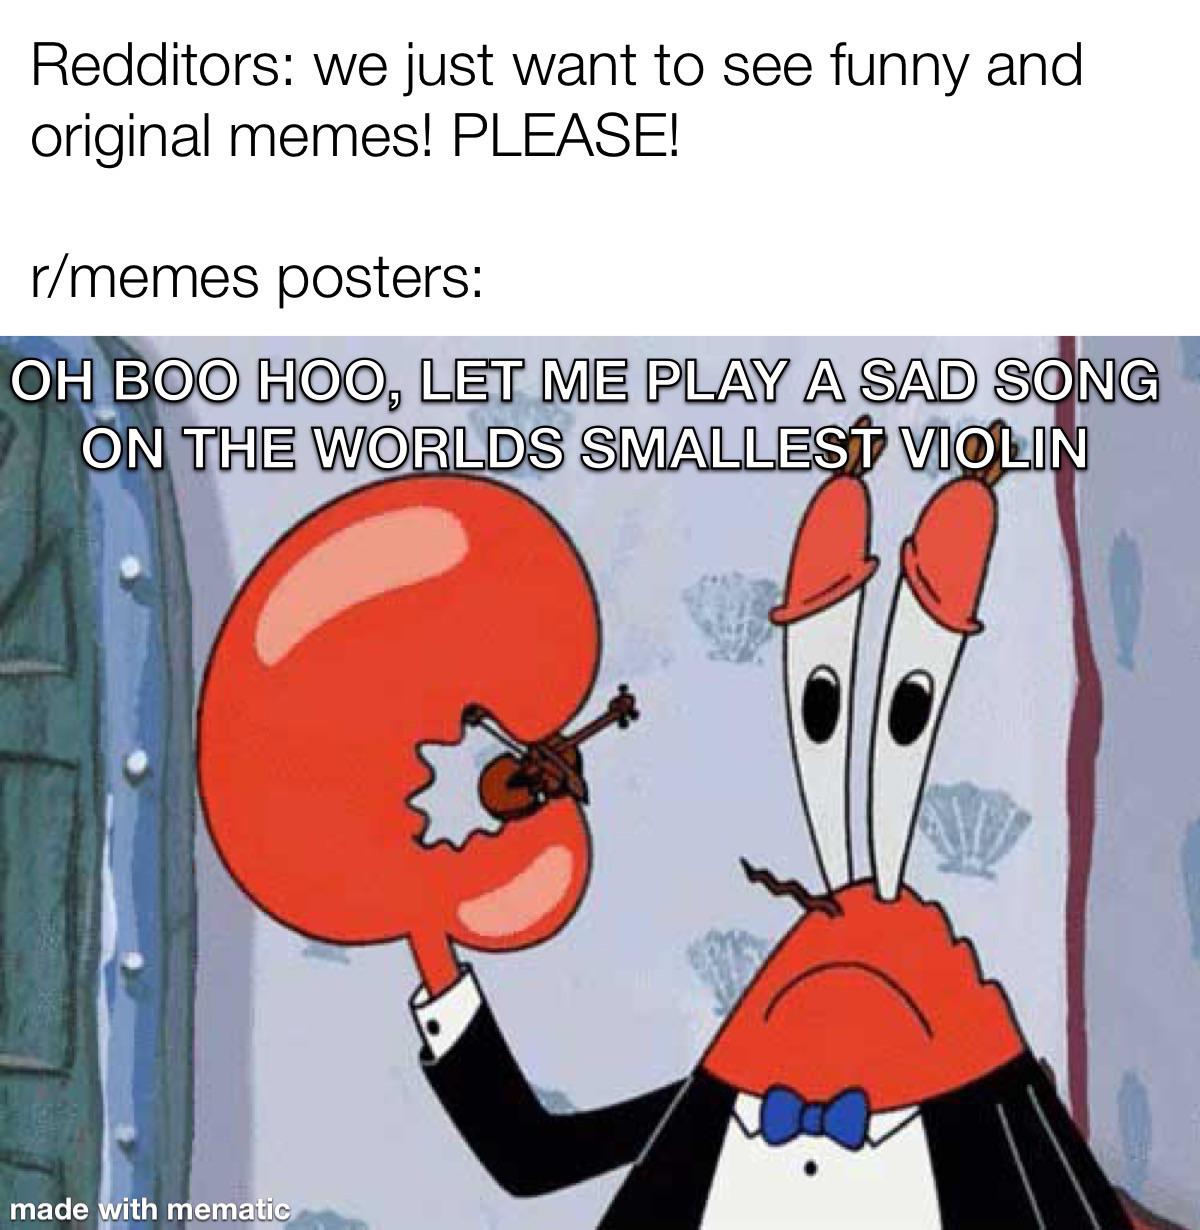 Redditors: we just want to see funny and
original memes! PLEASE!
r/memes posters:
OH BOO HOO, LET ME PLAY A SAD SONG
ON THE WORLDS SMALLEST VIOLIN
made with mematic